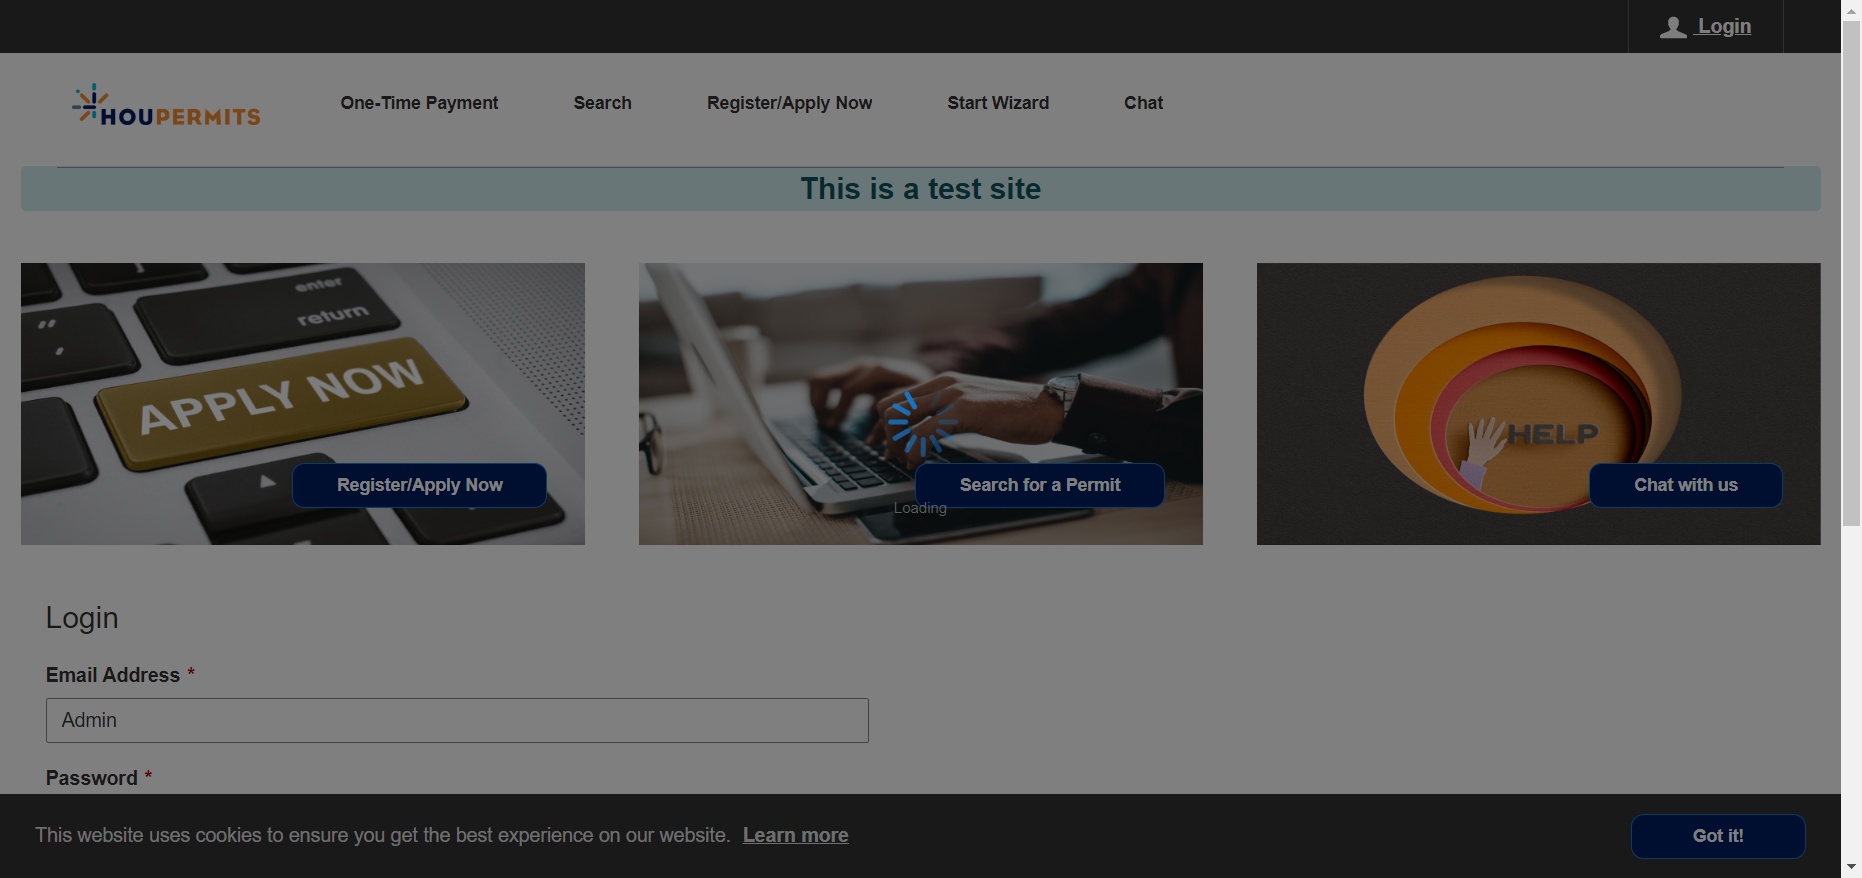 Login
HOUPERMITS
One-Time Payment
Search
Register/Apply Now
Start Wizard
Chat
This is a test site
enter
return
APPLY NOW
Register/Apply Now
Search for a Permit
Loading
HELP
Chat with us
Login
Email Address *
Admin
Password *
This website uses cookies to ensure you get the best experience on our website. Learn more
Got it!